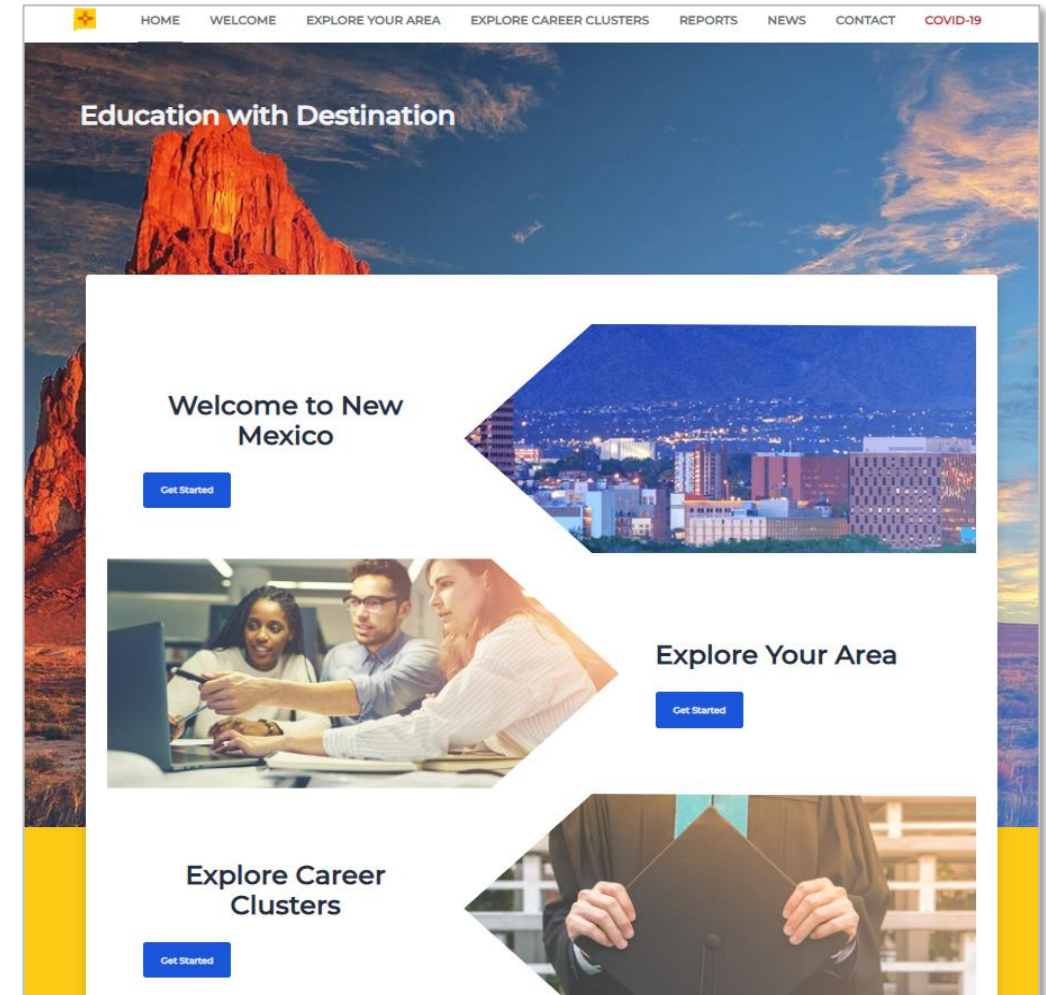 HOME WELCOME EXPLORE YOUR AREA EXPLORE CAREER CLUSTERS REPORTS NEWS CONTACT COVID-19
Education with Destination
Welcome to New
Mexico
Get Started
Explore Your Area
Get Started
Explore Career
Clusters
Get Started